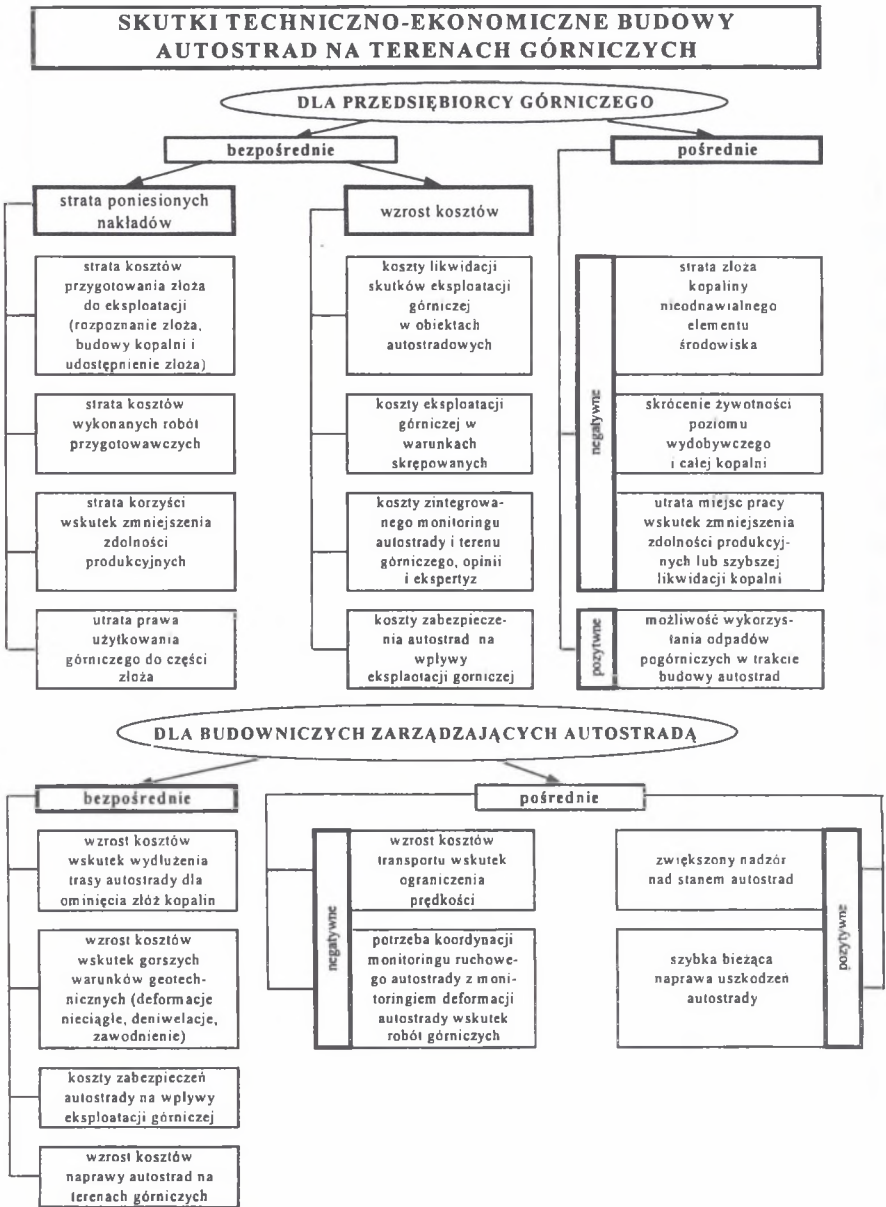 SKUTKI TECHNICZNO-EKONOMICZNE BUDOWY
AUTOSTRAD NA TERENACH GÓRNICZYCH
DLA PRZEDSIĘBIORCY GÓRNICZEGO
bezpośrednie
pośrednie
strata poniesionych
nakładów
wzrost kosztów
strata kosztów
przygotowania złoża
do eksploatacji
(rozpoznanie złoża,
budowy kopalni i
udostępnienie złoża)
strata kosztów
wykonanych robót
przygotowawczych
strata korzyści
wskutek zmniejszenia
zdolności
produkcyjnych
utrata prawa
użytkowania
górniczego do części
złoża
koszty likwidacji
skutków eksploatacji
górniczej
w obiektach
autostradowych
koszty eksploatacji
górniczej w
warunkach
skrępowanych
koszty zintegrowa-
nego monitoringu
autostrady i terenu
górniczego, opinii
i ekspertyz
koszty zabezpiecze-
nia autostrad na
wpływy
eksplaotacji gorniczej
negatywne
strata złoża
kopaliny
nieodnawialnego
elementu
środowiska
skrócenie żywotności
poziomu
wydobywczego
i całej kopalni
utrata miejsc pracy
wskutek zmniejszenia
zdolności produkcyj-
nych lub szybszej
likwidacji kopalni
pozytwne
możliwość wykorzys-
tania odpadów
pogórniczych w trakcie
budowy autostrad
DLA BUDOWNICZYCH ZARZĄDZAJĄCYCH AUTOSTRADĄ
bezpośrednie
pośrednie
wzrost kosztów
wskutek wydłużenia
trasy autostrady dla
ominięcia złóż kopalin
wzrost kosztów
wskutek gorszych
warunków geotech-
nicznych (deformacje
nieciągłe, deniwelacje,
zawodnienie)
koszty zabezpieczeń
autostrady na wpływy
eksploatacji górniczej
wzrost kosztów
naprawy autostrad na
terenach górniczych
negatywne
wzrost kosztów
transportu wskutek
ograniczenia
prędkości
potrzeba koordynacji
monitoringu ruchowe-
go autostrady z moni-
toringiem deformacji
autostrady wskutek
robót górniczych
zwiększony nadzór
nad stanem autostrad
szybka bieżąca
naprawa uszkodzeń
autostrady
pozytywne